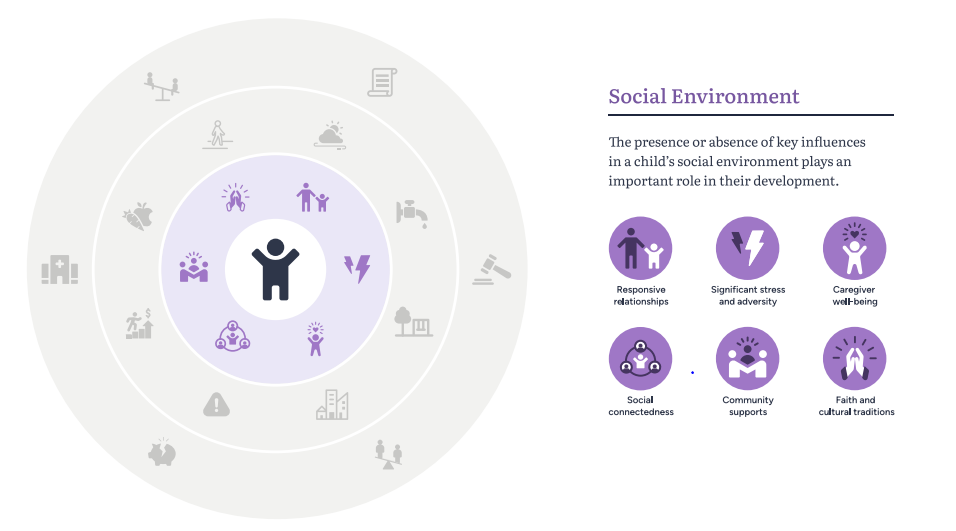 Social Environment
The presence or absence of key influences
in a child's social environment plays an
important role in their development.
Responsive
relationships
Significant stress
and adversity
Caregiver
well-being
Social
connectedness
Community
supports
Faith and
cultural traditions
$